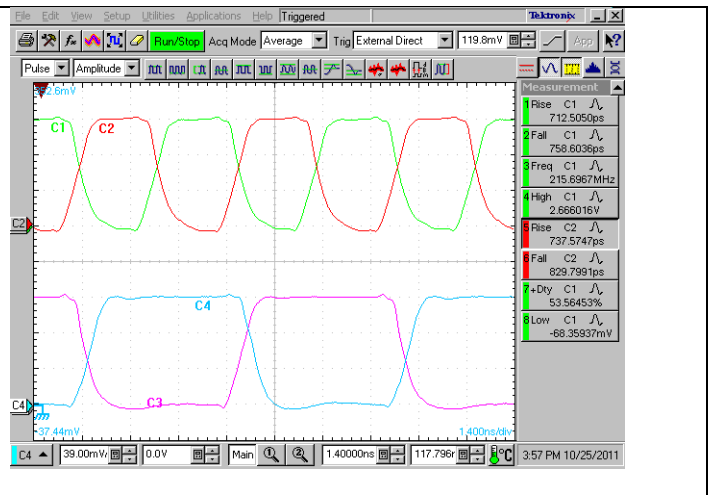 File Edit View Setup Utilities Applications Help Triggered Tektronix
Run/Stop Acq Mode Average Trig External Direct 119.8mV App
Pulse Amplitude
Measurement
C1 C2
1 Rise C1
712.5050ps
2 Fall C1
758.6036ps
3 Freq C1
215.6967MHz
4 High C1
2.666016V
C2
5 Rise C2
737.5747ps
6 Fall C2
829.7991ps
7 +Dty C1
53.56453%
8 Low C1
-68.35937mV
C4
C4 C3
-37.44mV 1.400ns/div
C4 39.00mV/ 0.0V Main 1 2 1.40000ns 117.796r °C 3:57 PM 10/25/2011